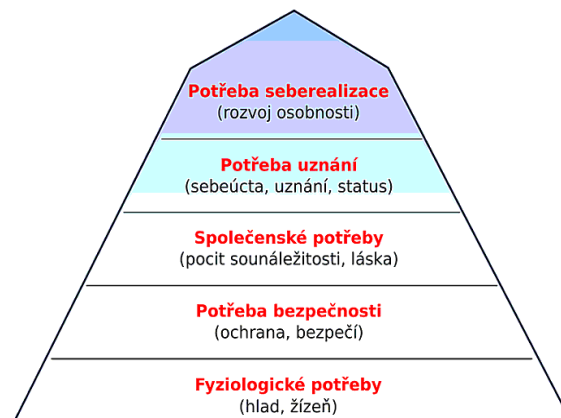 Potřeba seberealizace
(rozvoj osobnosti)
Potřeba uznání
(sebeúcta, uznání, status)
Společenské potřeby
(pocit sounáležitosti, láska)
Potřeba bezpečnosti
(ochrana, bezpečí)
Fyziologické potřeby
(hlad, žízeň)